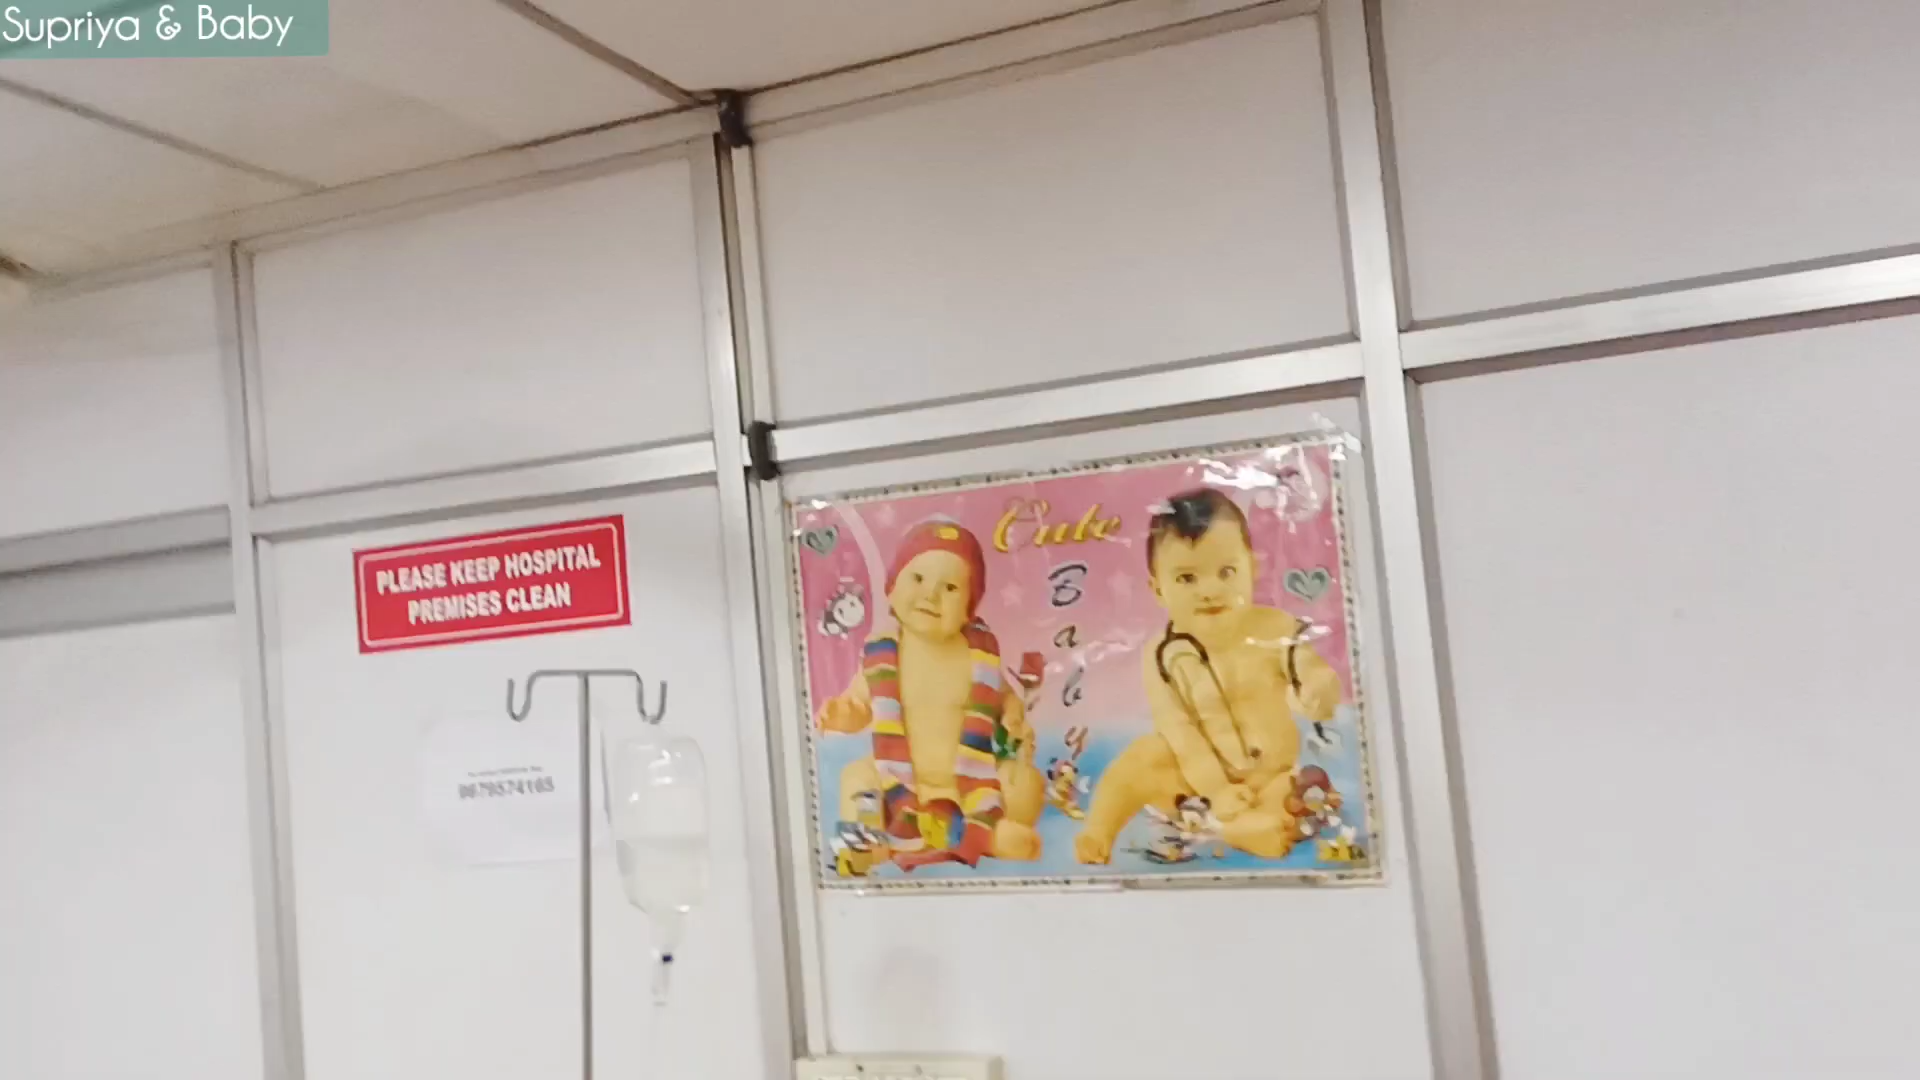 Supriya & Baby
PLEASE KEEP HOSPITAL
PREMISES CLEAN
Cute
Baby